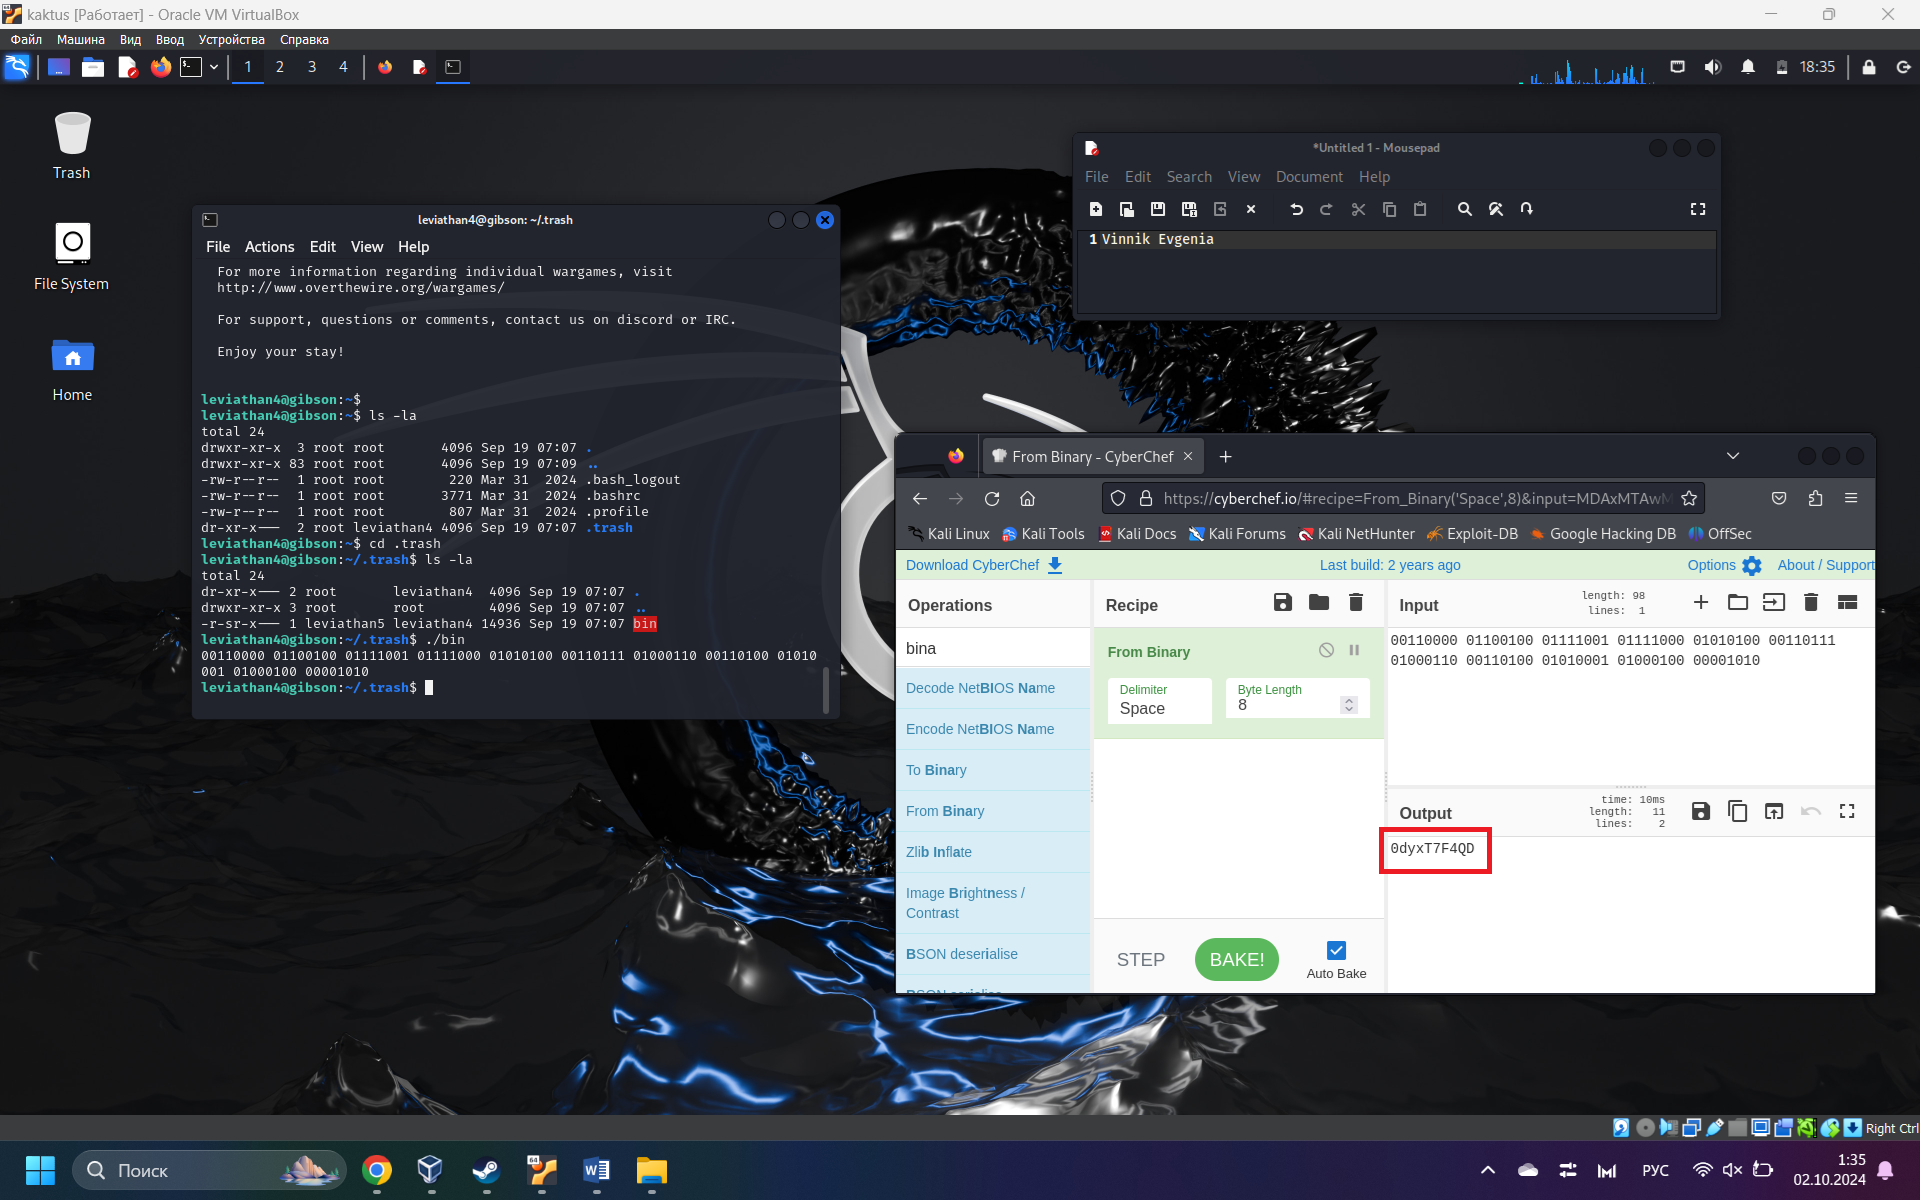 kaktus [Работает] - Oracle VM VirtualBox
Файл Машина Вид Ввод Устройства Справка
1 2 3 4
18:35
Trash
File System
Home
*Untitled 1 - Mousepad
File Edit Search View Document Help
1 Vinnik Evgenia
leviathan4@gibson: ~/.trash
File Actions Edit View Help
For more information regarding individual wargames, visit
http://www.overthewire.org/wargames/
For support, questions or comments, contact us on discord or IRC.
Enjoy your stay!
leviathan4@gibson:~$
leviathan4@gibson:~$ ls -la
total 24
drwxr-xr-x 3 root root 4096 Sep 19 07:07 .
drwxr-xr-x 83 root root 4096 Sep 19 07:09 ..
-rw-r--r-- 1 root root 220 Mar 31 2024 .bash_logout
-rw-r--r-- 1 root root 3771 Mar 31 2024 .bashrc
-rw-r--r-- 1 root root 807 Mar 31 2024 .profile
dr-xr-x--- 2 root leviathan4 4096 Sep 19 07:07 .trash
leviathan4@gibson:~$ cd .trash
leviathan4@gibson:~/.trash$ ls -la
total 24
dr-xr-x--- 2 root leviathan4 4096 Sep 19 07:07 .
drwxr-xr-x 3 root root 4096 Sep 19 07:07 ..
-r-sr-x--- 1 leviathan5 leviathan4 14936 Sep 19 07:07 bin
leviathan4@gibson:~/.trash$ ./bin
00110000 01100100 01111001 01111000 01010100 00110111 01000110 00110100 01010
001 01000100 00001010
leviathan4@gibson:~/.trash$
From Binary - CyberChef
https://cyberchef.io/#recipe=From_Binary('Space',8)&input=MDAxMTAwM
Kali Linux Kali Tools Kali Docs Kali Forums Kali NetHunter Exploit-DB Google Hacking DB OffSec
Download CyberChef Last build: 2 years ago Options About / Support
Operations
bina
Decode NetBIOS Name
Encode NetBIOS Name
To Binary
From Binary
Zlib Inflate
Image Brightness /
Contrast
BSON deserialise
BSON serialise
Recipe
From Binary
Delimiter
Space
Byte Length
8
STEP
BAKE!
Auto Bake
Input
length: 98
lines: 1
00110000 01100100 01111001 01111000 01010100 00110111
01000110 00110100 01010001 01000100 00001010
Output
time: 10ms
length: 11
lines: 2
0dyxT7F4QD
Right Ctrl
Поиск
64
РУС
1:35
02.10.2024